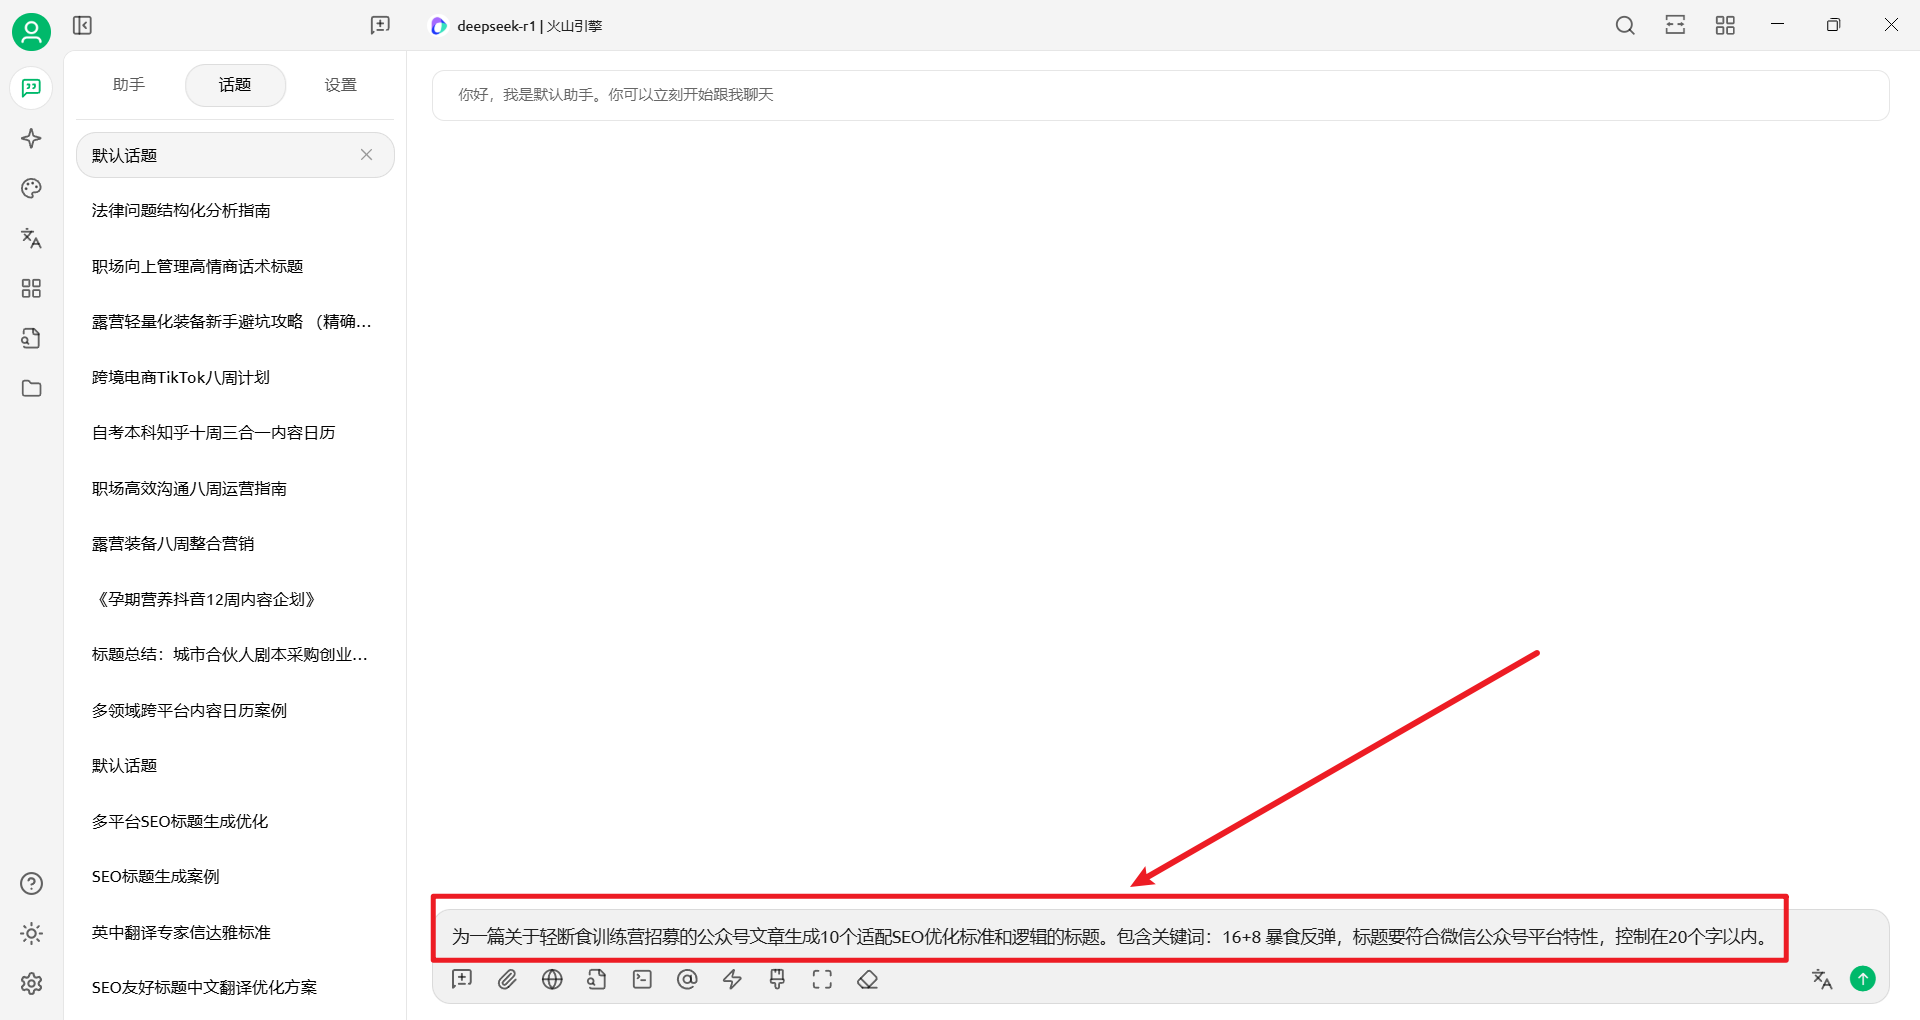 deepseek-r1 | 火山引擎
助手
话题
设置
默认话题
法律问题结构化分析指南
职场向上管理高情商话术标题
露营轻量化装备新手避坑攻略 （精确...
跨境电商TikTok八周计划
自考本科知乎十周三合一内容日历
职场高效沟通八周运营指南
露营装备八周整合营销
《孕期营养抖音12周内容企划》
标题总结：城市合伙人剧本采购创业...
多领域跨平台内容日历案例
默认话题
多平台SEO标题生成优化
SEO标题生成案例
英中翻译专家信达雅标准
SEO友好标题中文翻译优化方案
你好，我是默认助手。你可以立刻开始跟我聊天
为一篇关于轻断食训练营招募的公众号文章生成10个适配SEO优化标准和逻辑的标题。包含关键词：16+8 暴食反弹，标题要符合微信公众号平台特性，控制在20个字以内。